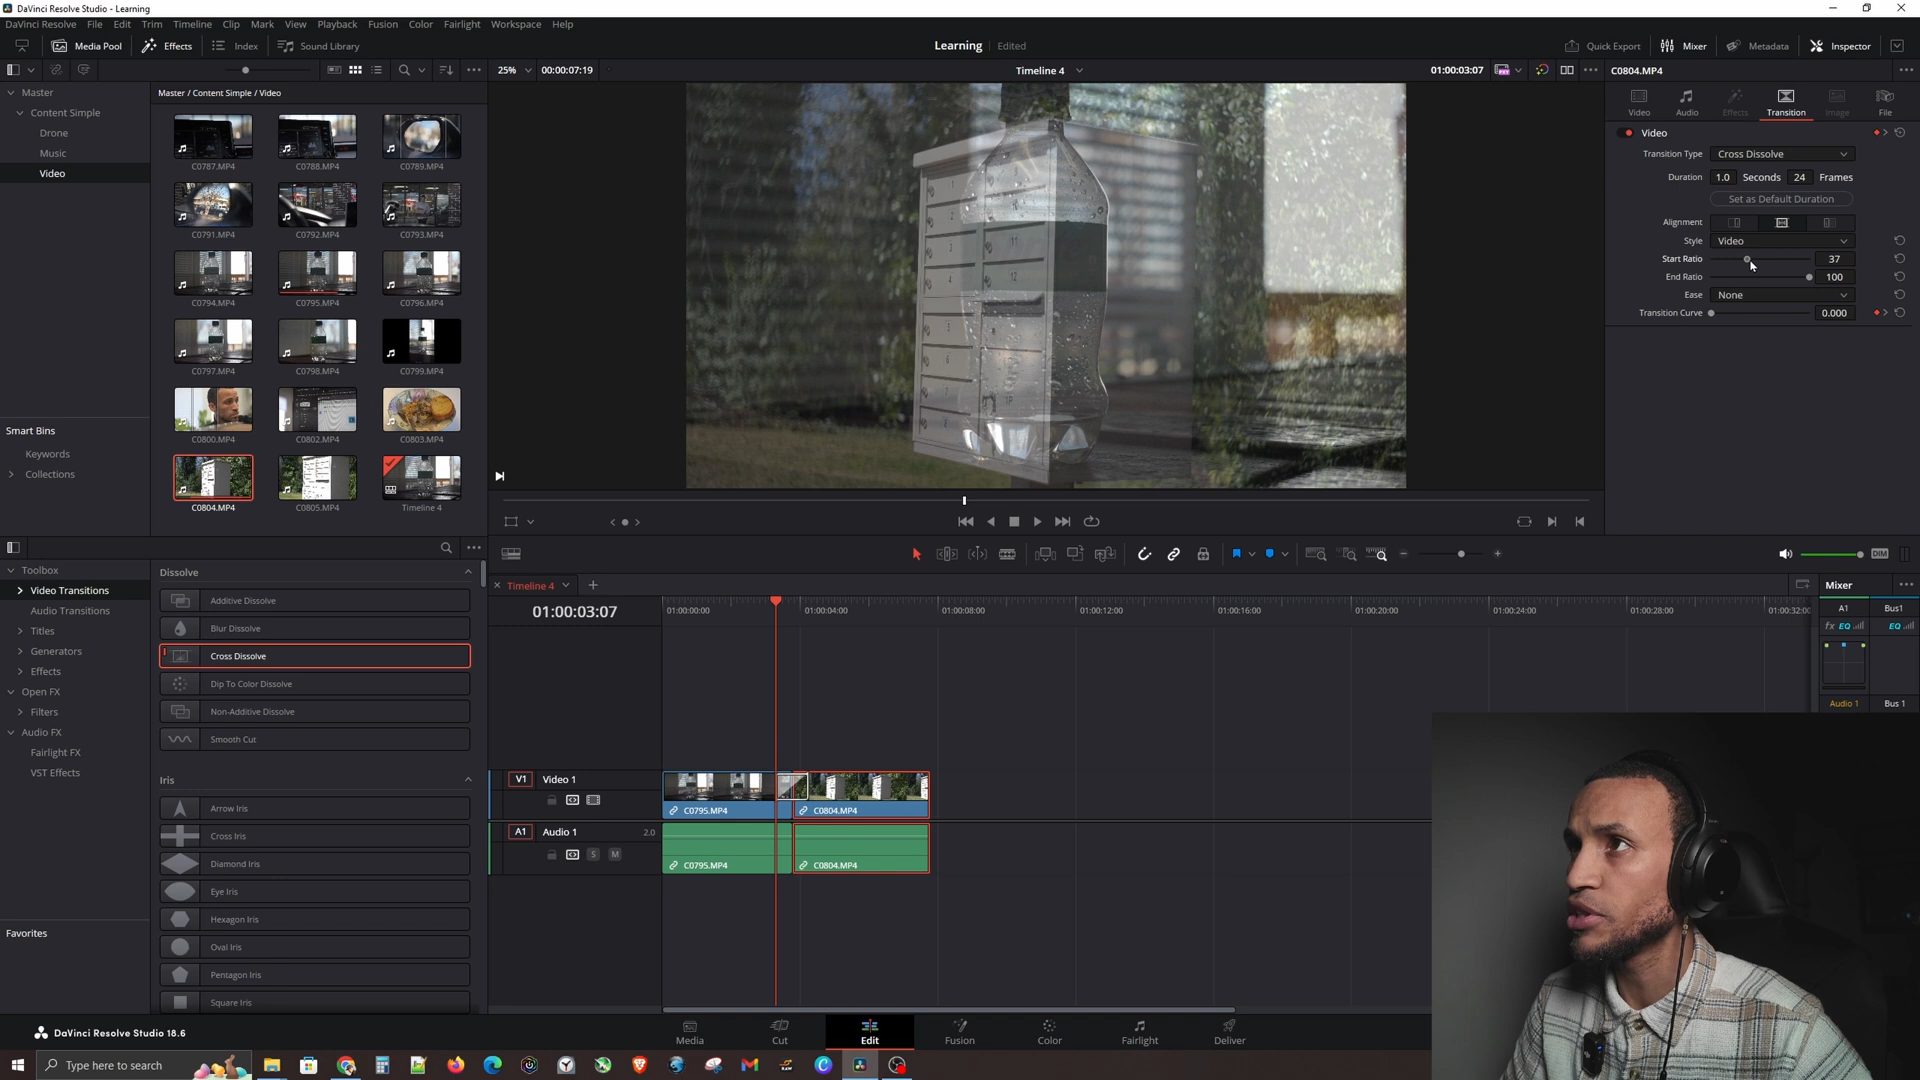 DaVinci Resolve Studio - Learning
DaVinci Resolve File Edit Trim Timeline Clip Mark View Playback Fusion Color Fairlight Workspace Help
Media Pool Effects Index Sound Library Learning Edited Quick Export Mixer Metadata Inspector
25% 00:00:07:19 Timeline 4 01:00:03:07 C0804.MP4
Master
Content Simple
Drone
Music
Video
Smart Bins
Keywords
Collections
Master / Content Simple / Video
C0787.MP4 C0788.MP4 C0789.MP4
C0791.MP4 C0792.MP4 C0793.MP4
C0794.MP4 C0795.MP4 C0796.MP4
C0797.MP4 C0798.MP4 C0799.MP4
C0800.MP4 C0802.MP4 C0803.MP4
C0804.MP4 C0805.MP4 Timeline 4
Video Audio Effects Transition Image File
Video
Transition Type Cross Dissolve
Duration 1.0 Seconds 24 Frames
Set as Default Duration
Alignment
Style Video
Start Ratio 37
End Ratio 100
Ease None
Transition Curve 0.000
Toolbox
Video Transitions
Audio Transitions
Titles
Generators
Effects
Open FX
Filters
Audio FX
Fairlight FX
VST Effects
Favorites
Dissolve
Additive Dissolve
Blur Dissolve
Cross Dissolve
Dip To Color Dissolve
Non-Additive Dissolve
Smooth Cut
Iris
Arrow Iris
Cross Iris
Diamond Iris
Eye Iris
Hexagon Iris
Oval Iris
Pentagon Iris
Square Iris
DIM
Timeline 4
01:00:03:07
01:00:00:00 01:00:04:00 01:00:08:00 01:00:12:00 01:00:16:00 01:00:20:00 01:00:24:00 01:00:28:00 01:00:32:00
V1 Video 1
C0795.MP4 C0804.MP4
A1 Audio 1 2.0
S M
C0795.MP4 C0804.MP4
Mixer
A1 Bus1
fx EQ EQ
Audio 1 Bus 1
DaVinci Resolve Studio 18.6
Media Cut Edit Fusion Color Fairlight Deliver
Type here to search